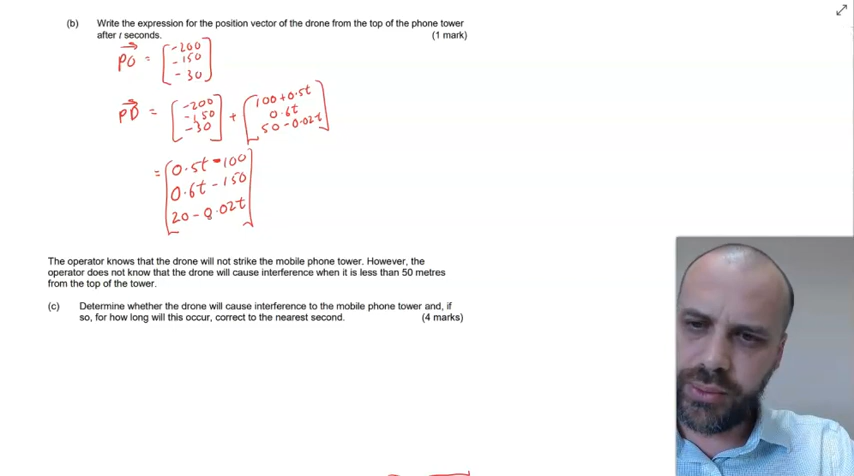 (b) Write the expression for the position vector of the drone from the top of the phone tower
after t seconds. (1 mark)
PO = [-200
-150
-30]
PD = [-200
-150
-30] + [100+0.5t
0.6t
50-0.02t]
= [0.5t-100
0.6t-150
20-0.02t]
The operator knows that the drone will not strike the mobile phone tower. However, the
operator does not know that the drone will cause interference when it is less than 50 metres
from the top of the tower.
(c) Determine whether the drone will cause interference to the mobile phone tower and, if
so, for how long will this occur, correct to the nearest second. (4 marks)